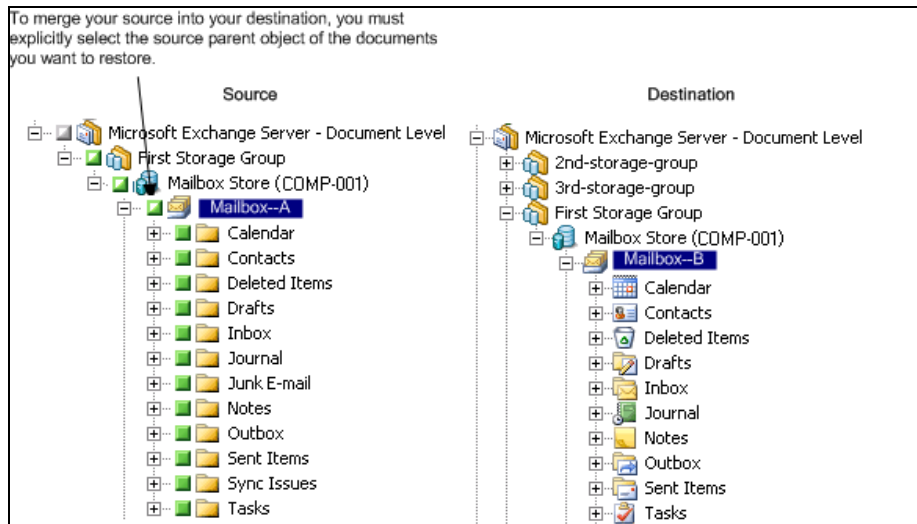 To merge your source into your destination, you must
explicitly select the source parent object of the documents
you want to restore.
Source
Microsoft Exchange Server - Document Level
First Storage Group
Mailbox Store (COMP-001)
Mailbox--A
Calendar
Contacts
Deleted Items
Drafts
Inbox
Journal
Junk E-mail
Notes
Outbox
Sent Items
Sync Issues
Tasks
Destination
Microsoft Exchange Server - Document Level
2nd-storage-group
3rd-storage-group
First Storage Group
Mailbox Store (COMP-001)
Mailbox--B
Calendar
Contacts
Deleted Items
Drafts
Inbox
Journal
Notes
Outbox
Sent Items
Tasks